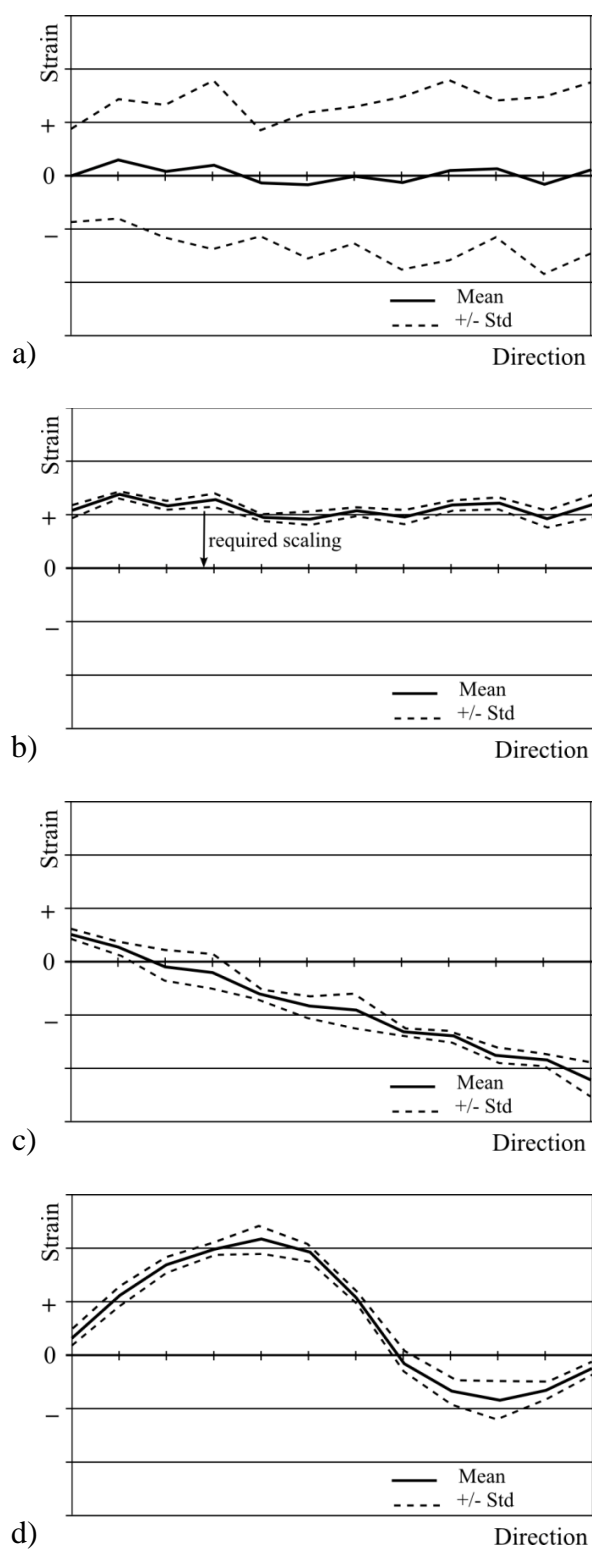 Strain
+
0
−
Mean
+/- Std
a)
Direction
Strain
+
required scaling
0
−
Mean
+/- Std
b)
Direction
Strain
+
0
−
Mean
+/- Std
c)
Direction
Strain
+
0
−
Mean
+/- Std
d)
Direction